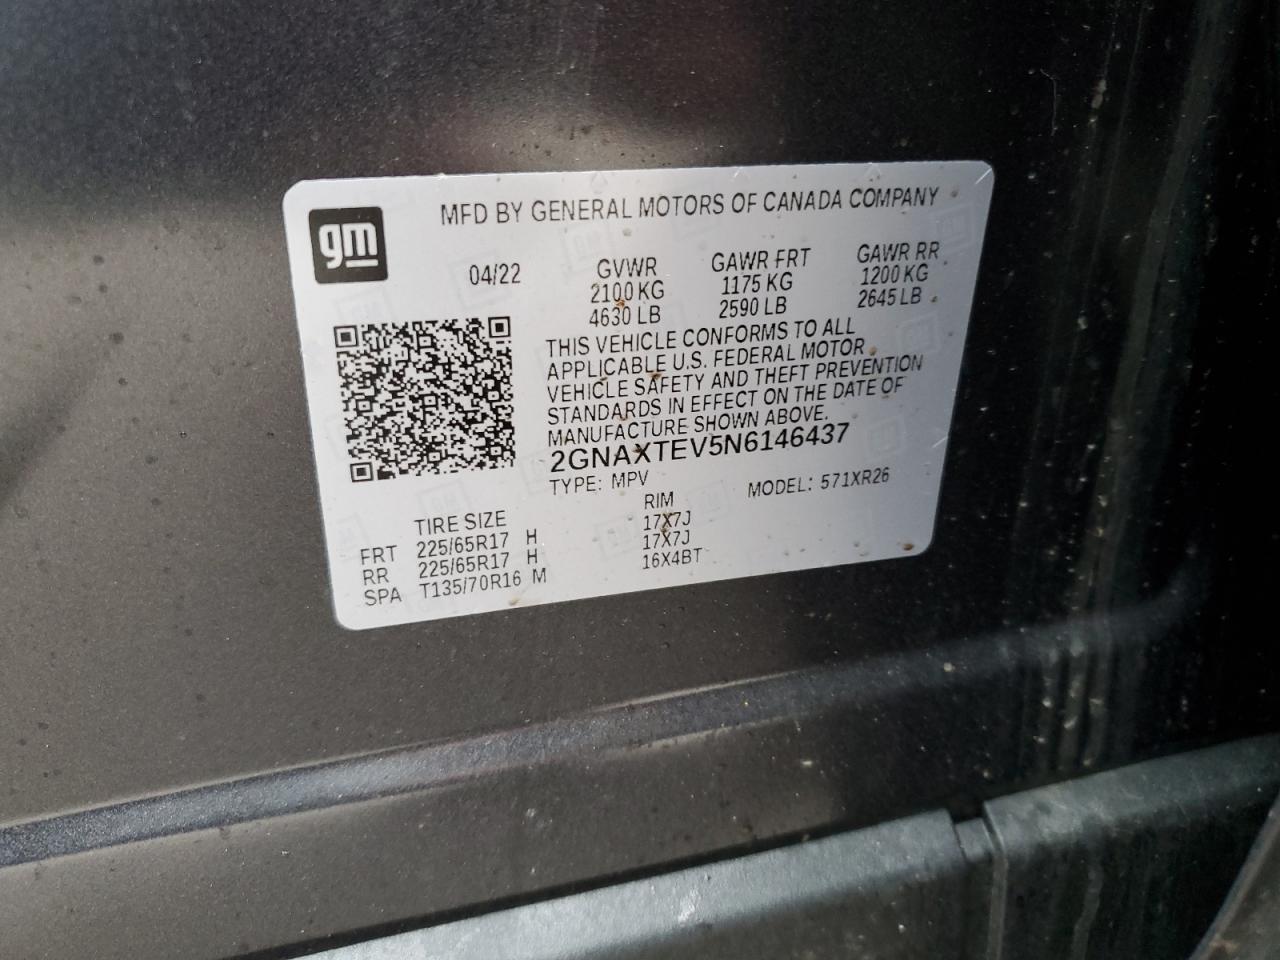 gm
MFD BY GENERAL MOTORS OF CANADA COMPANY
04/22
GVWR
2100 KG
4630 LB
GAWR FRT
1175 KG
2590 LB
GAWR RR
1200 KG
2645 LB
THIS VEHICLE CONFORMS TO ALL
APPLICABLE U.S. FEDERAL MOTOR
VEHICLE SAFETY AND THEFT PREVENTION
STANDARDS IN EFFECT ON THE DATE OF
MANUFACTURE SHOWN ABOVE.
2GNAXTEV5N6146437
TYPE: MPV MODEL: 571XR26
TIRE SIZE RIM
FRT 225/65R17 H 17X7J
RR 225/65R17 H 17X7J
SPA T135/70R16 M 16X4BT